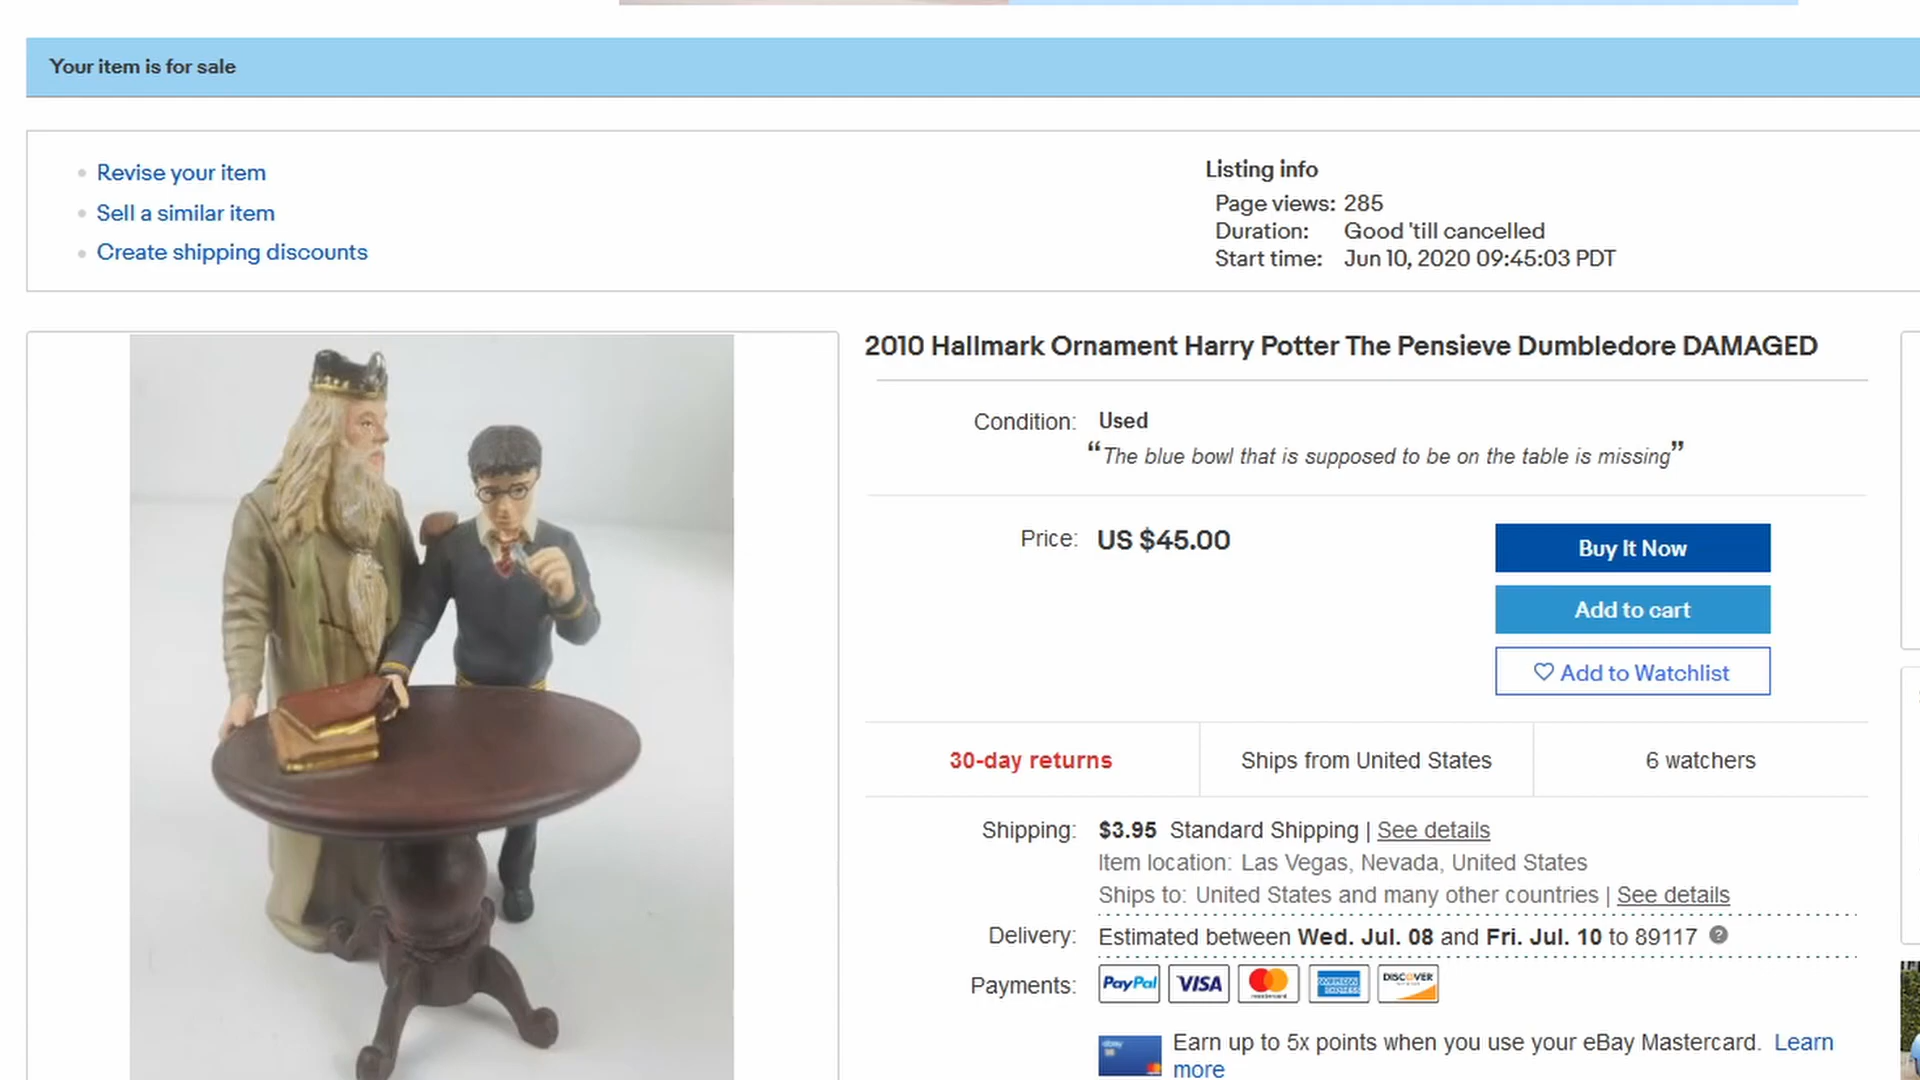 Your item is for sale
Revise your item
Sell a similar item
Create shipping discounts
Listing info
Page views: 285
Duration: Good 'till cancelled
Start time: Jun 10, 2020 09:45:03 PDT
2010 Hallmark Ornament Harry Potter The Pensieve Dumbledore DAMAGED
Condition: Used
“The blue bowl that is supposed to be on the table is missing”
Price: US $45.00
Buy It Now
Add to cart
Add to Watchlist
30-day returns
Ships from United States
6 watchers
Shipping: $3.95 Standard Shipping | See details
Item location: Las Vegas, Nevada, United States
Ships to: United States and many other countries | See details
Delivery: Estimated between Wed. Jul. 08 and Fri. Jul. 10 to 89117 ?
Payments: PayPal VISA mastercard AMERICAN EXPRESS DISCOVER
ebay
Earn up to 5x points when you use your eBay Mastercard. Learn
more